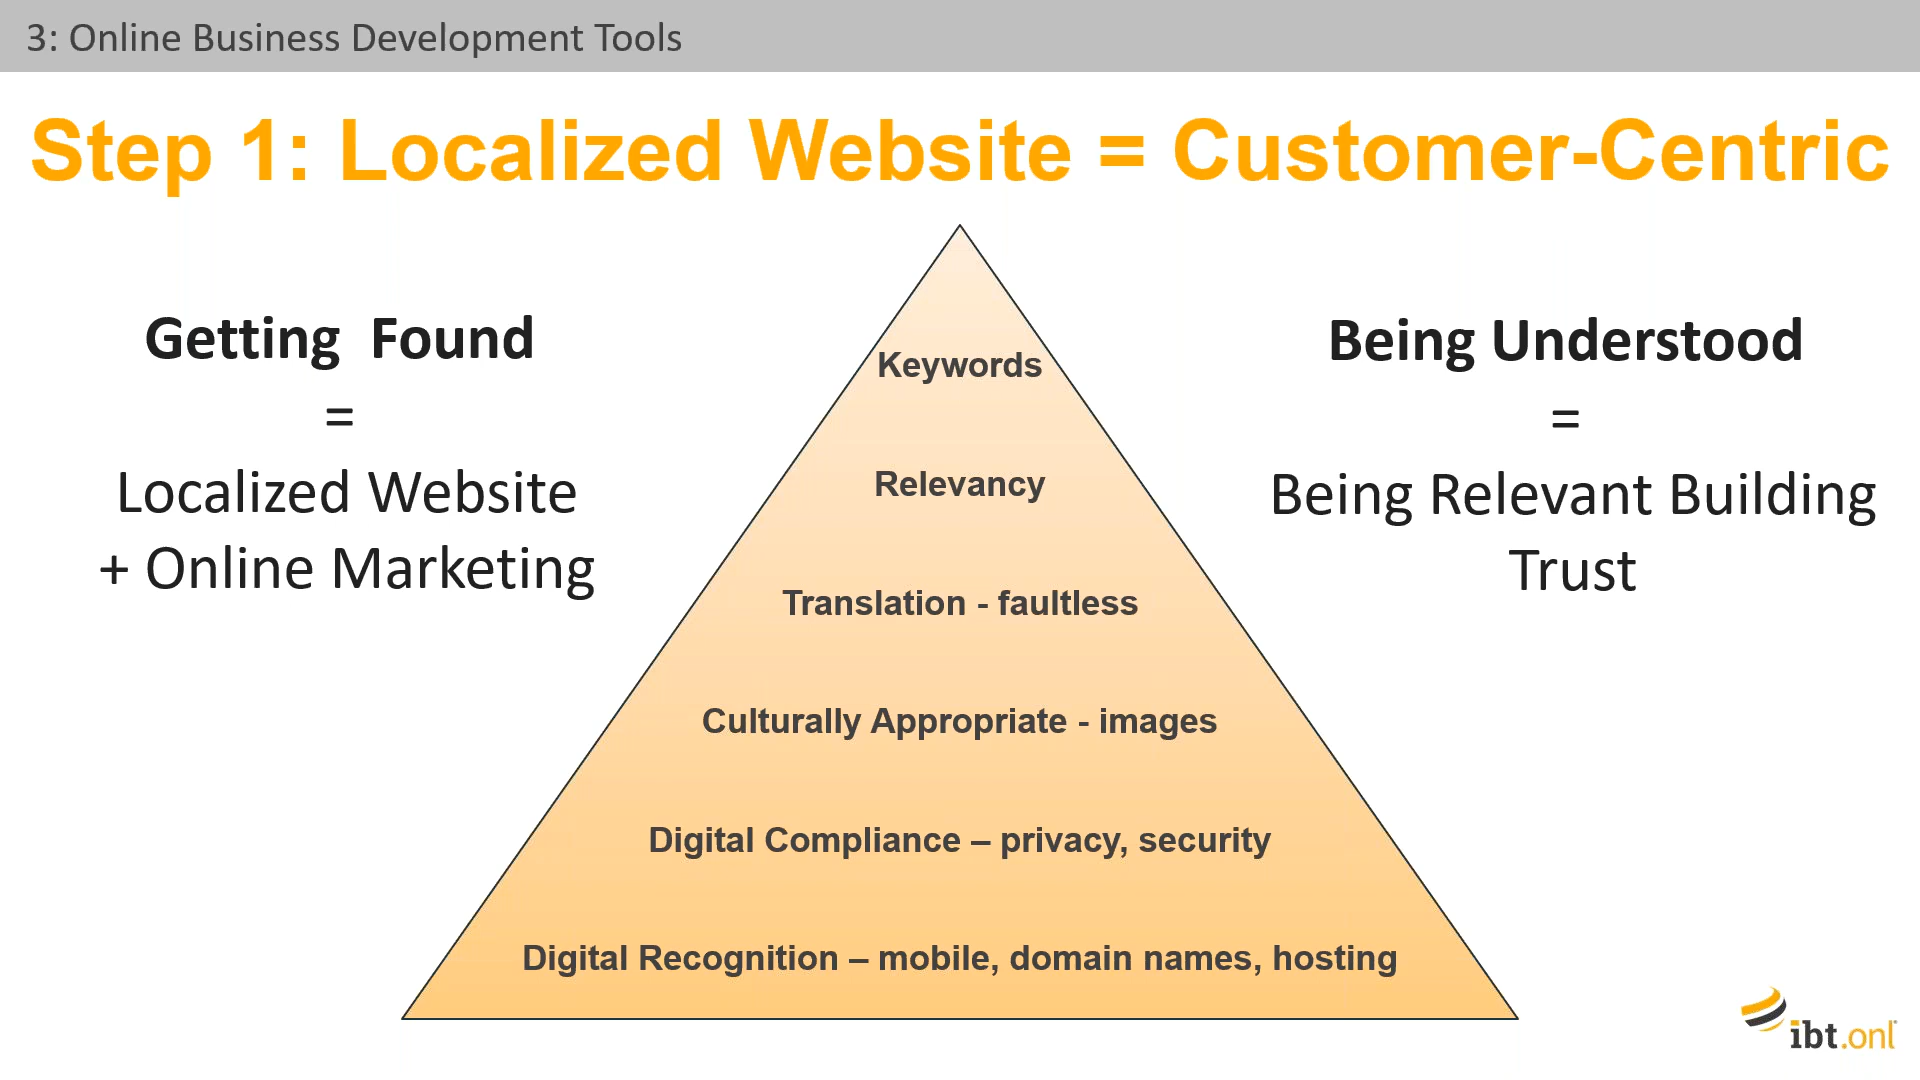 3: Online Business Development Tools
Step 1: Localized Website = Customer-Centric
Getting Found
=
Localized Website
+ Online Marketing
Keywords
Relevancy
Translation - faultless
Culturally Appropriate - images
Digital Compliance – privacy, security
Digital Recognition – mobile, domain names, hosting
Being Understood
=
Being Relevant Building
Trust
ibt.onl